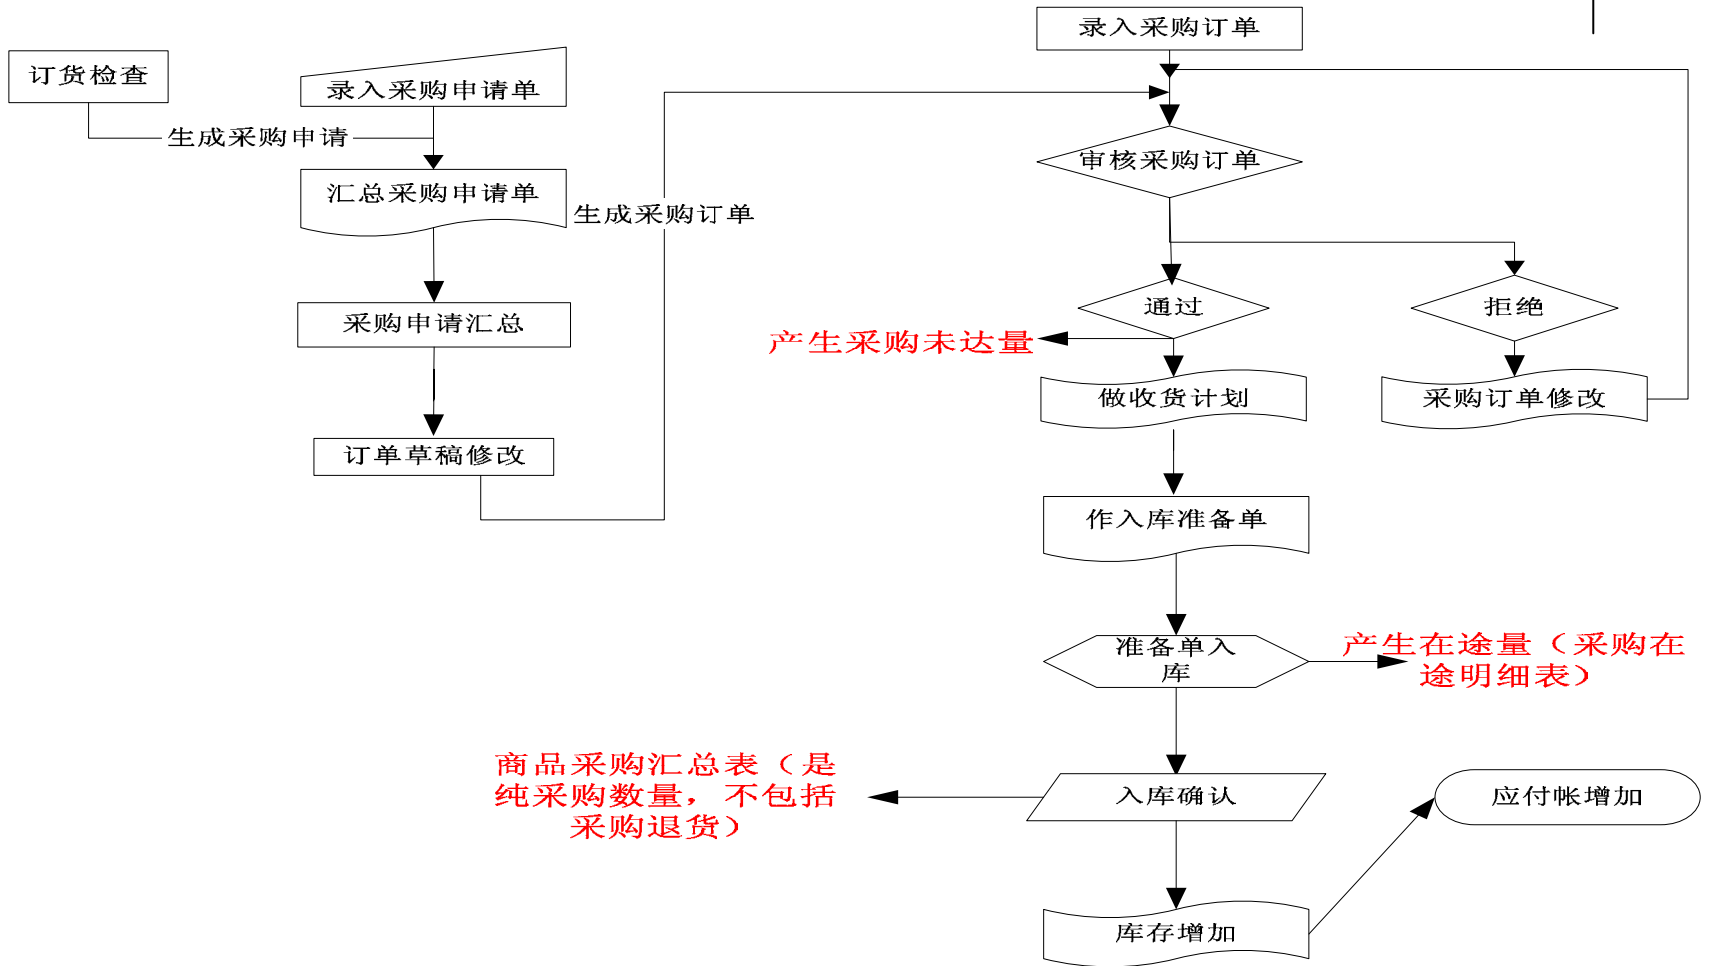 录入采购订单
订货检查
录入采购申请单
生成采购申请
审核采购订单
汇总采购申请单
生成采购订单
通过
拒绝
采购申请汇总
产生采购未达量
做收货计划
采购订单修改
订单草稿修改
作入库准备单
准备单入
库
产生在途量（采购在
途明细表）
商品采购汇总表（是
纯采购数量，不包括
采购退货）
入库确认
应付帐增加
库存增加